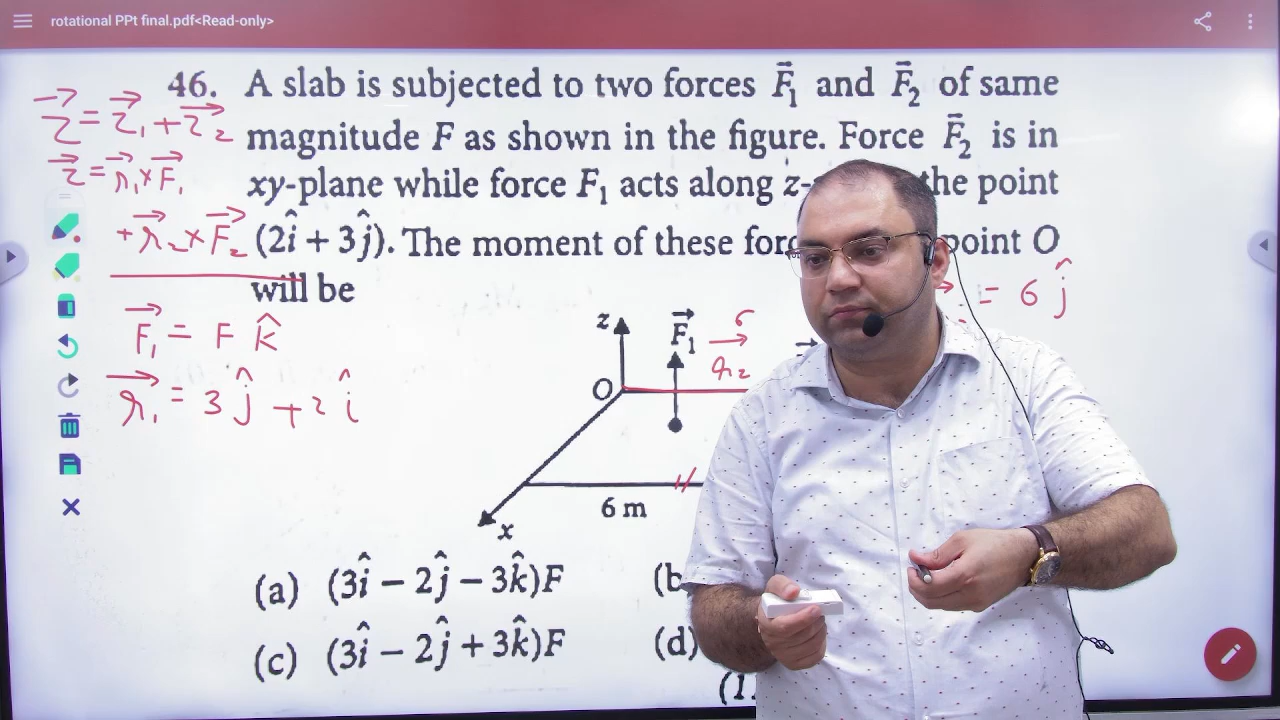 rotational PPt final.pdf<Read-only>
46. A slab is subjected to two forces F⃗₁ and F⃗₂ of same
magnitude F as shown in the figure. Force F⃗₂ is in
xy-plane while force F₁ acts along z- the point
(2î + 3ĵ). The moment of these point O
will be
τ⃗ = τ⃗₁ + τ⃗₂
τ⃗ = r⃗₁ × F⃗₁
+ r⃗₂ × F⃗₂
F⃗₁ = F k̂
r⃗₁ = 3ĵ + 2î
= 6ĵ
z
F⃗₁
6
r⃗₂
O
6 m
x
(a) (3î − 2ĵ − 3k̂)F
(b
(c) (3î − 2ĵ + 3k̂)F
(d)